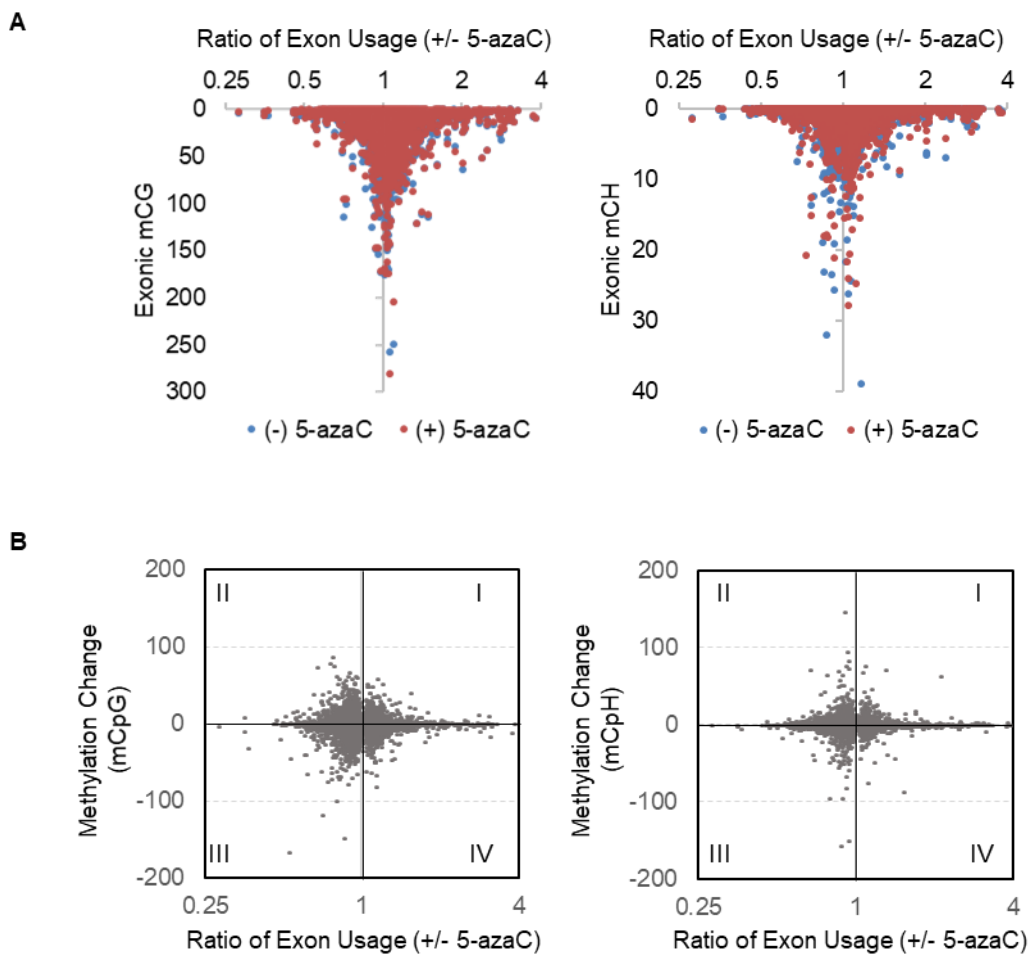 A
Ratio of Exon Usage (+/- 5-azaC)
0.25 0.5 1 2 4
Exonic mCG
0
50
100
150
200
250
300
(-) 5-azaC (+) 5-azaC
Ratio of Exon Usage (+/- 5-azaC)
0.25 0.5 1 2 4
Exonic mCH
0
10
20
30
40
(-) 5-azaC (+) 5-azaC
B
Methylation Change
(mCpG)
200
100
0
-100
-200
II I
III IV
0.25 1 4
Ratio of Exon Usage (+/- 5-azaC)
Methylation Change
(mCpH)
200
100
0
-100
-200
II I
III IV
0.25 1 4
Ratio of Exon Usage (+/- 5-azaC)